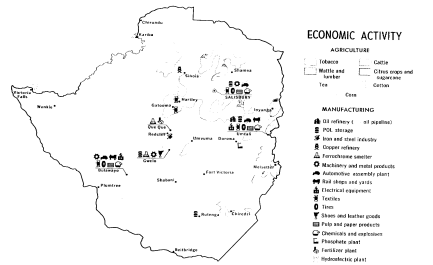 Chirundu
Kariba
Victoria
Falls
Wankie
Sinoia
Shamva
SALISBURY
Hartley
Gatooma
Inyanga
Que Que
Redcliff
Umvuma
Dorowa
Umtali
Gwelo
Bulawayo
Plumtree
Shabani
Fort Victoria
Melsetter
Rutenga
Chiredzi
Beitbridge
ECONOMIC ACTIVITY
AGRICULTURE
Tobacco
Cattle
Wattle and
lumber
Citrus crops and
sugarcane
Tea
Cotton
Corn
MANUFACTURING
Oil refinery ( oil pipeline)
POL storage
Iron and steel industry
Copper refinery
Ferrochrome smelter
Machinery and metal products
Automotive assembly plant
Rail shops and yards
Electrical equipment
Textiles
Tires
Shoes and leather goods
Pulp and paper products
Chemicals and explosives
Phosphate plant
Fertilizer plant
Hydroelectric plant